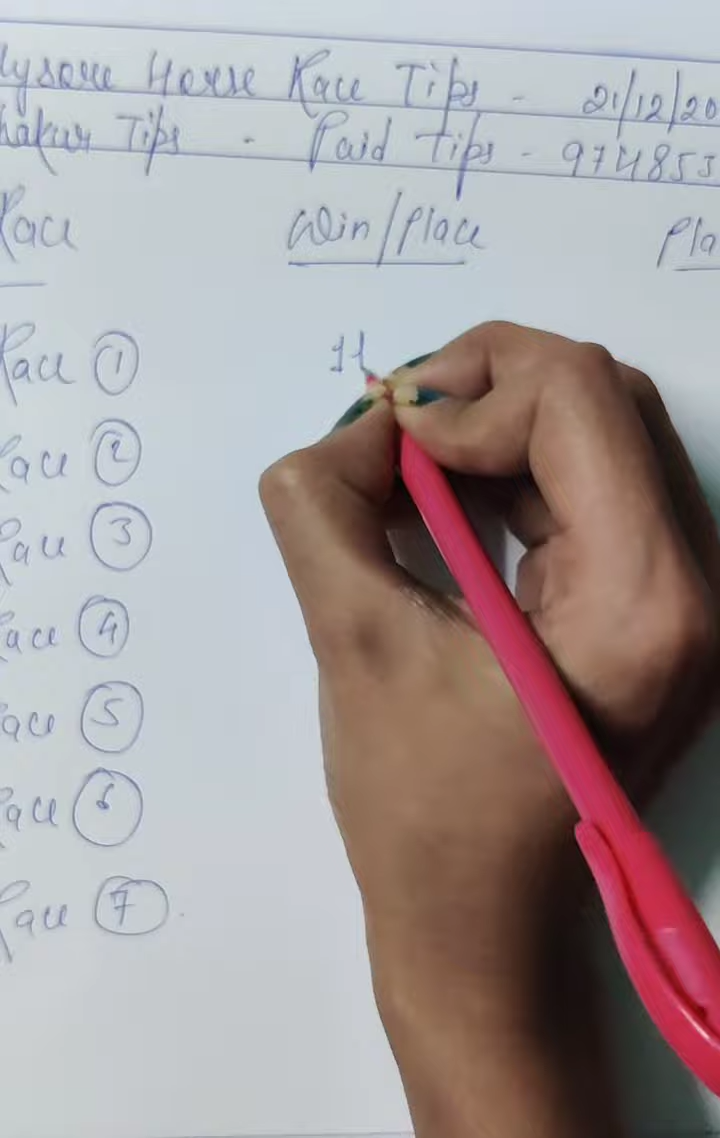 lysore Horse Race Tips - 21/12/20
hakur Tips - Paid Tips - 974853
Race Win/Place Pla
Race 1 11
Race 2
Race 3
Race 4
Race 5
Race 6
Race 7